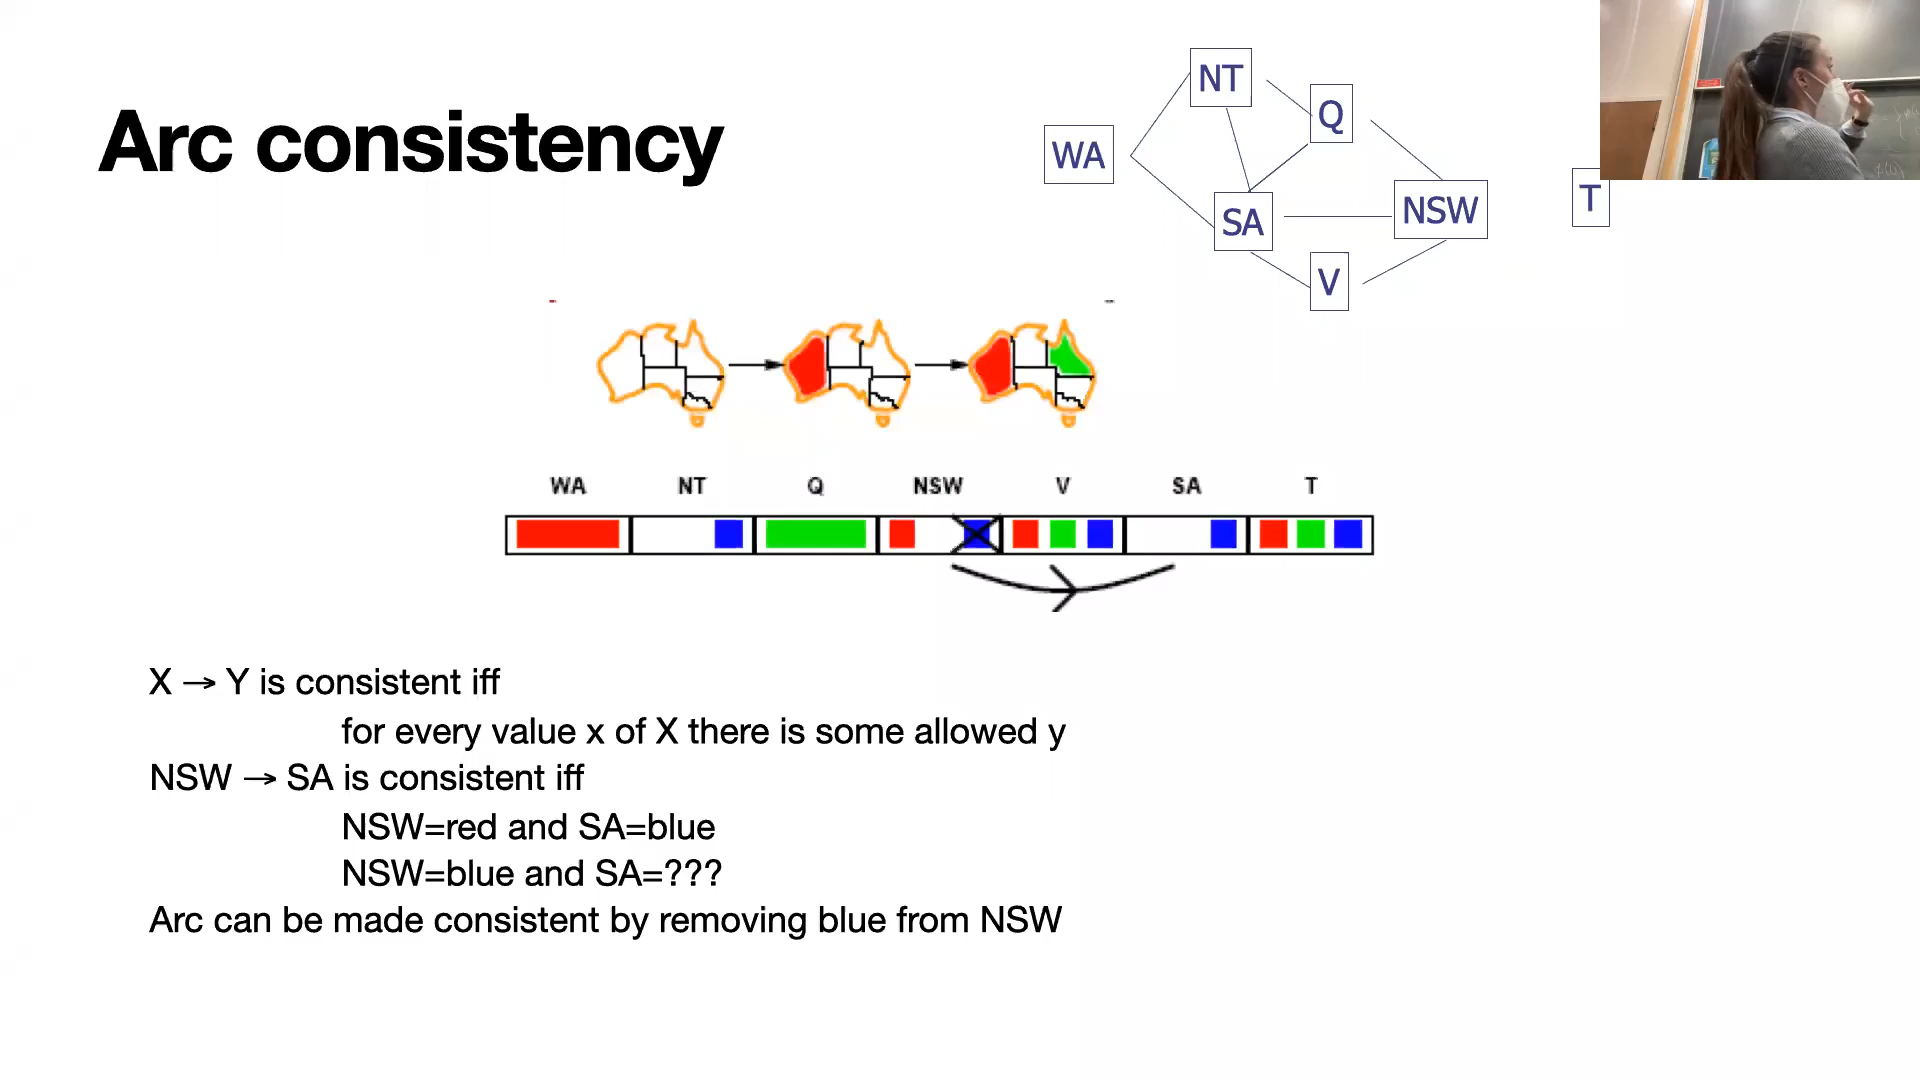 Arc consistency
NT
Q
WA
SA
NSW
T
V
WA NT Q NSW V SA T
X → Y is consistent iff
for every value x of X there is some allowed y
NSW → SA is consistent iff
NSW=red and SA=blue
NSW=blue and SA=???
Arc can be made consistent by removing blue from NSW